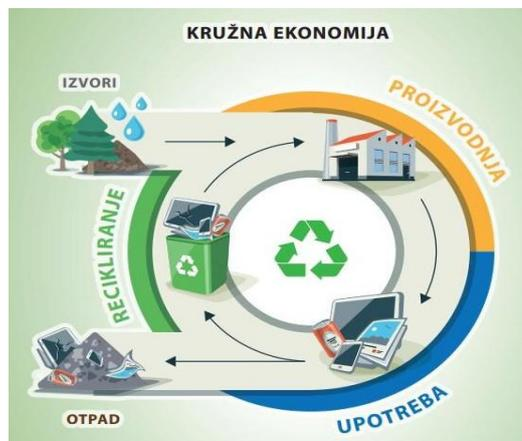 KRUŽNA EKONOMIJA
IZVORI
PROIZVODNJA
RECIKLIRANJE
OTPAD
UPOTREBA